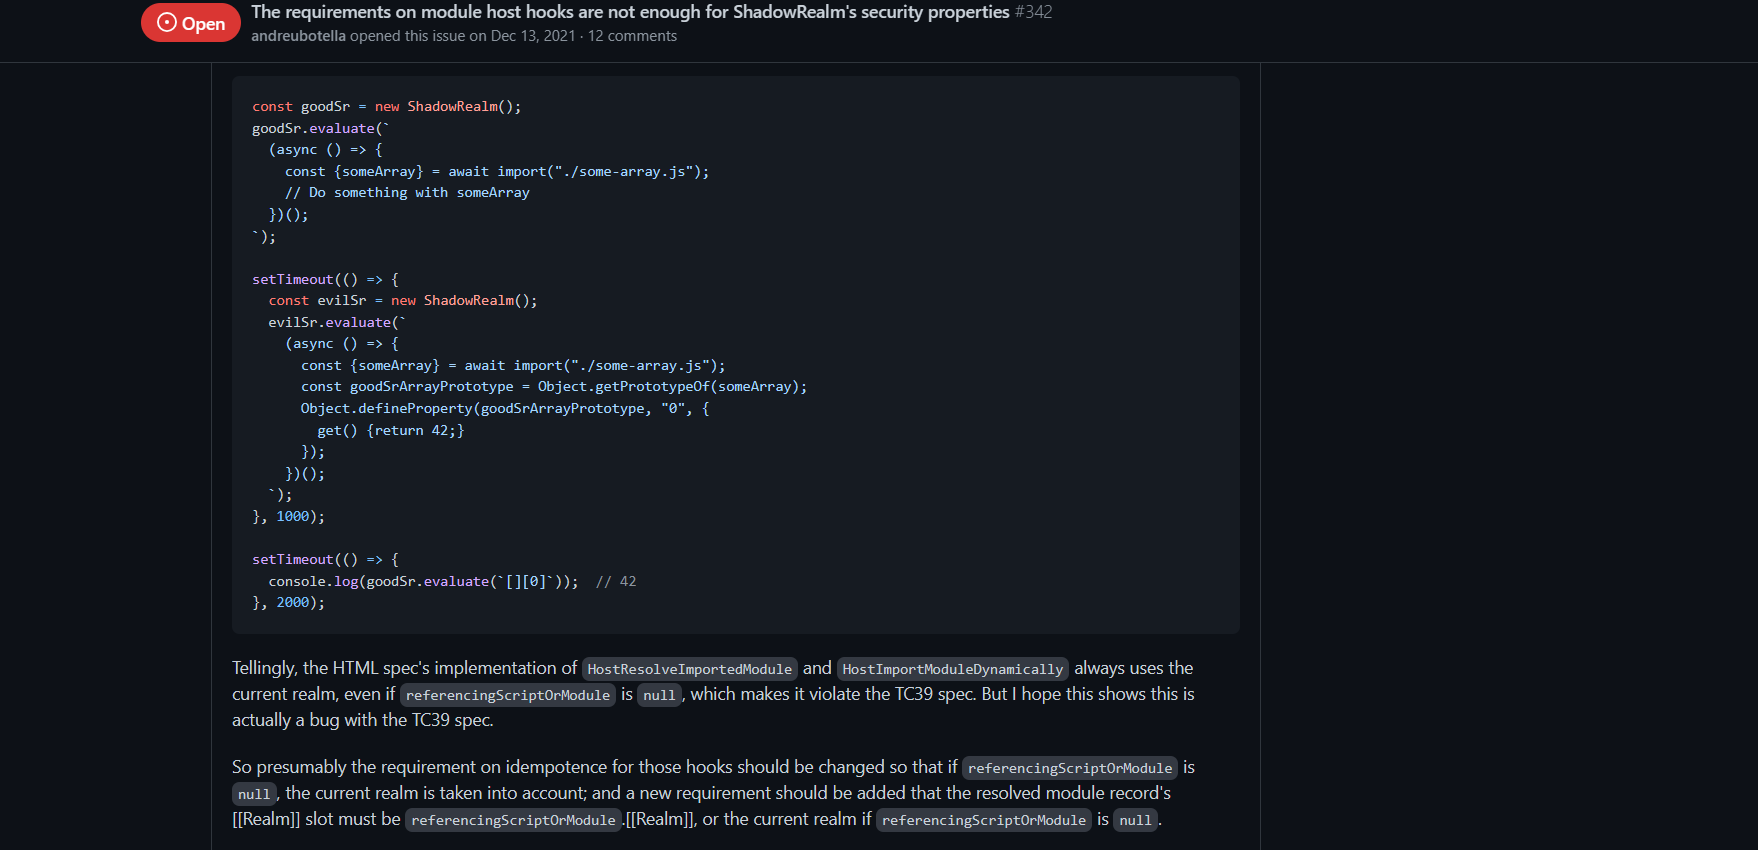 Open
The requirements on module host hooks are not enough for ShadowRealm's security properties #342
andreubotella opened this issue on Dec 13, 2021 · 12 comments
const goodSr = new ShadowRealm();
goodSr.evaluate(`
  (async () => {
    const {someArray} = await import("./some-array.js");
    // Do something with someArray
  })();
`);

setTimeout(() => {
  const evilSr = new ShadowRealm();
  evilSr.evaluate(`
    (async () => {
      const {someArray} = await import("./some-array.js");
      const goodSrArrayPrototype = Object.getPrototypeOf(someArray);
      Object.defineProperty(goodSrArrayPrototype, "0", {
        get() {return 42;}
      });
    })();
  `);
}, 1000);

setTimeout(() => {
  console.log(goodSr.evaluate(`[][0]`));  // 42
}, 2000);
Tellingly, the HTML spec's implementation of HostResolveImportedModule and HostImportModuleDynamically always uses the
current realm, even if referencingScriptOrModule is null, which makes it violate the TC39 spec. But I hope this shows this is
actually a bug with the TC39 spec.
So presumably the requirement on idempotence for those hooks should be changed so that if referencingScriptOrModule is
null, the current realm is taken into account; and a new requirement should be added that the resolved module record's
[[Realm]] slot must be referencingScriptOrModule.[[Realm]], or the current realm if referencingScriptOrModule is null.